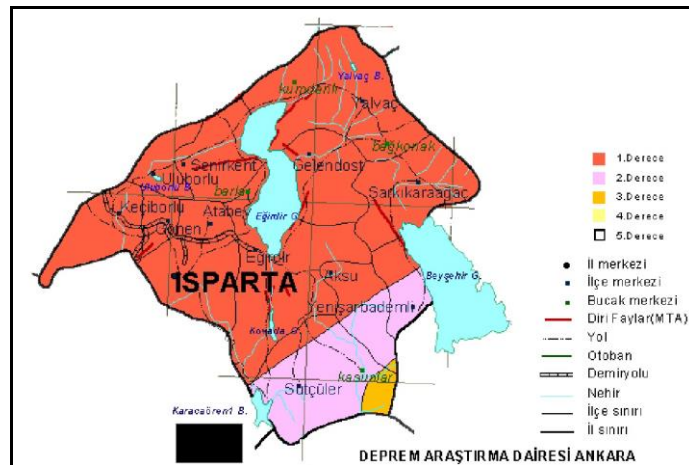 Yalvaç B.
kumdanlı
Yalvaç
bağkonak
Senirkent
Gelendost
Uluborlu
Uluborlu B.
barla
Şarkikaraağaç
Keçiborlu
Atabey
Eğirdir G.
Gönen
Eğirdir
ISPARTA
Aksu
Beyşehir G.
Yenişarbademli
Kovada G.
kasımlar
Sütçüler
Karacaören1 B.
1.Derece
2.Derece
3.Derece
4.Derece
5.Derece
İl merkezi
İlçe merkezi
Bucak merkezi
Diri Faylar(MTA)
Yol
Otoban
Demiryolu
Nehir
İlçe sınırı
İl sınırı
DEPREM ARAŞTIRMA DAİRESİ ANKARA